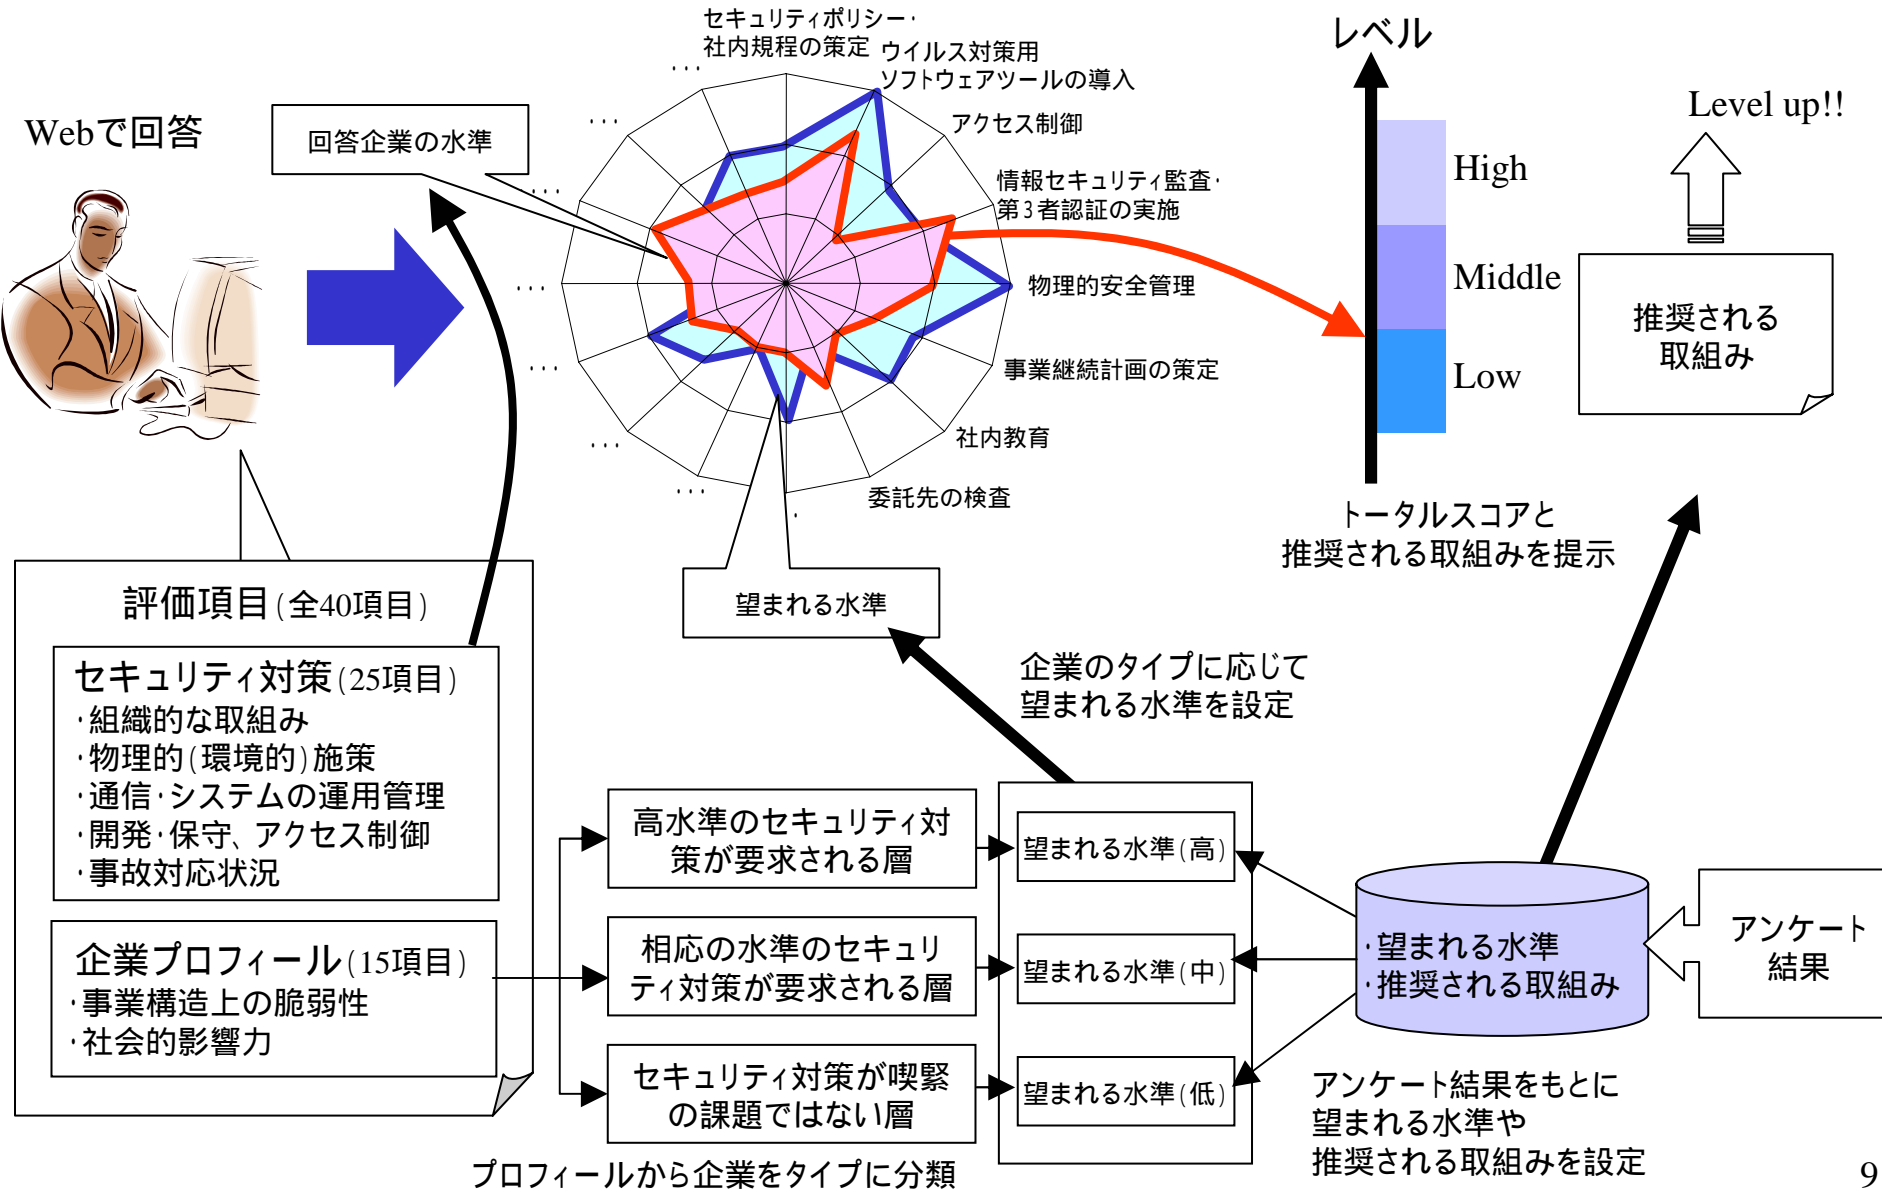 Webで回答
回答企業の水準
セキュリティポリシー・
社内規程の策定
ウイルス対策用
ソフトウェアツールの導入
アクセス制御
情報セキュリティ監査・
第3者認証の実施
物理的安全管理
事業継続計画の策定
社内教育
委託先の検査
・
・・・
・・・
・・・
・・・
・・・
・・・
・・・
望まれる水準
レベル
High
Middle
Low
トータルスコアと
推奨される取組みを提示
Level up!!
推奨される
取組み
評価項目(全40項目)
セキュリティ対策(25項目)
・組織的な取組み
・物理的(環境的)施策
・通信・システムの運用管理
・開発・保守、アクセス制御
・事故対応状況
企業プロフィール(15項目)
・事業構造上の脆弱性
・社会的影響力
高水準のセキュリティ対
策が要求される層
相応の水準のセキュリ
ティ対策が要求される層
セキュリティ対策が喫緊
の課題ではない層
プロフィールから企業をタイプに分類
企業のタイプに応じて
望まれる水準を設定
望まれる水準(高)
望まれる水準(中)
望まれる水準(低)
・望まれる水準
・推奨される取組み
アンケート
結果
アンケート結果をもとに
望まれる水準や
推奨される取組みを設定
9